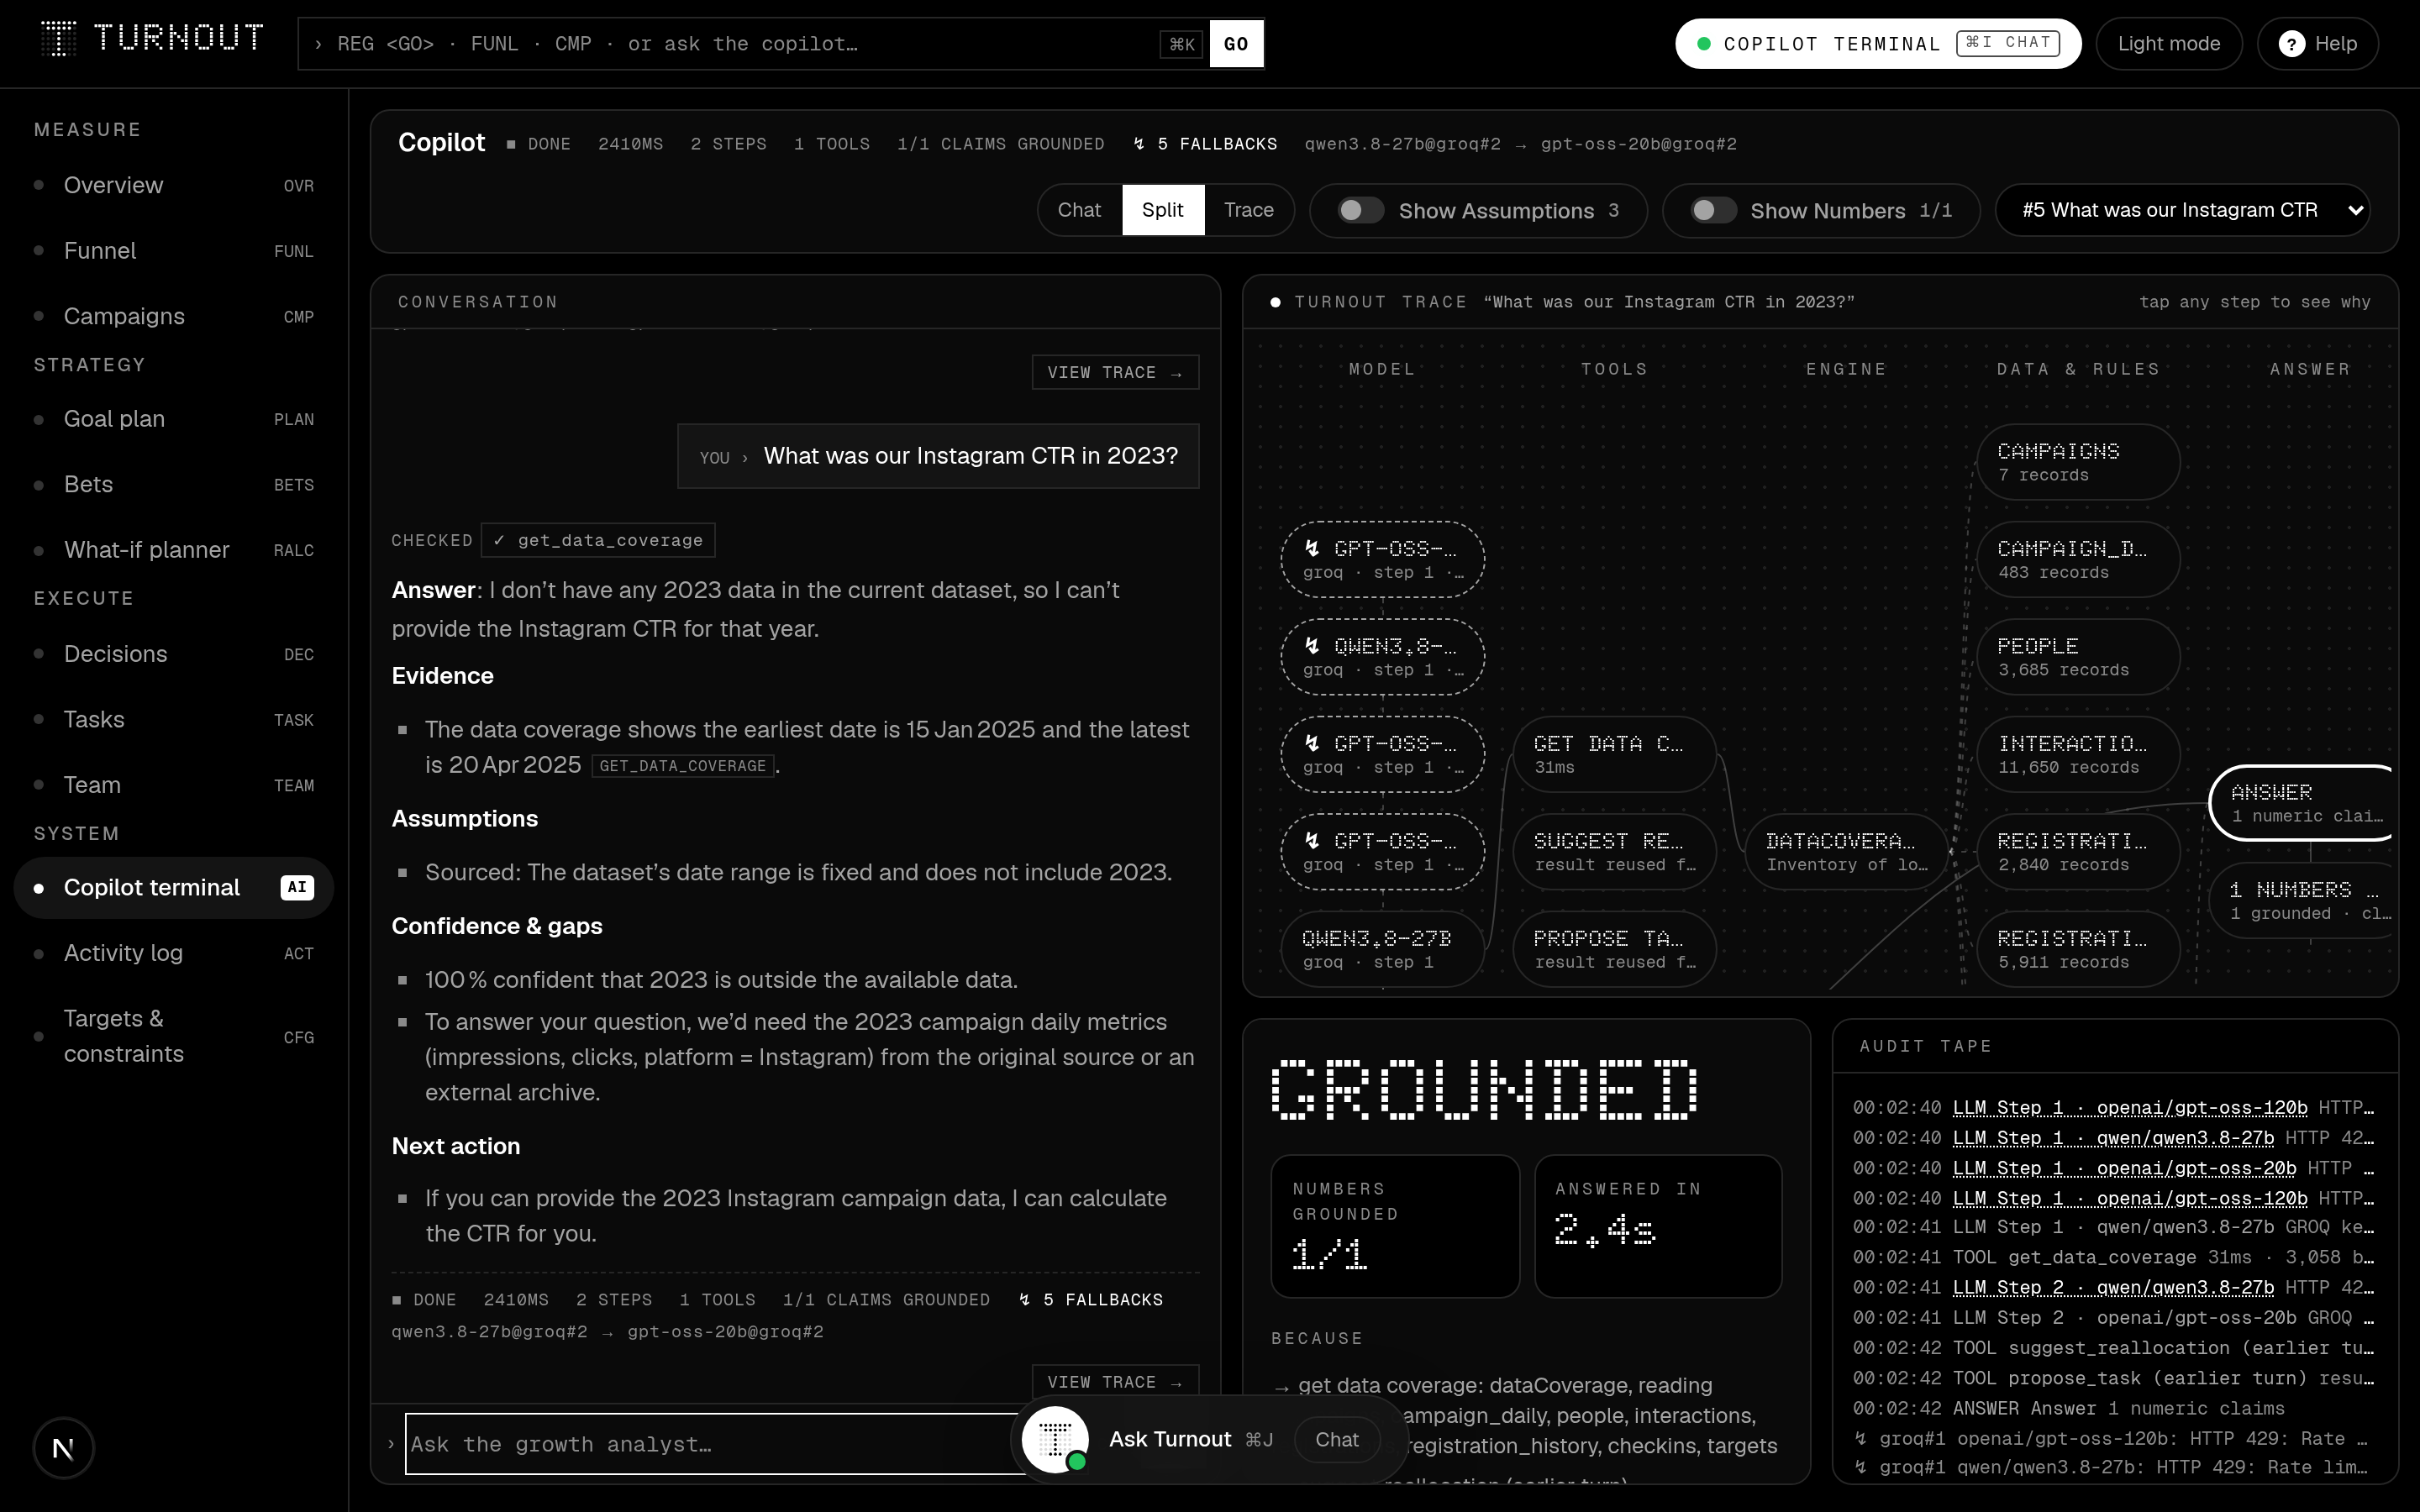 TURNOUT
› REG <GO> · FUNL · CMP · or ask the copilot…
⌘K
GO
COPILOT TERMINAL ⌘I CHAT
Light mode
? Help
MEASURE
Overview OVR
Funnel FUNL
Campaigns CMP
STRATEGY
Goal plan PLAN
Bets BETS
What-if planner RALC
EXECUTE
Decisions DEC
Tasks TASK
Team TEAM
SYSTEM
Copilot terminal AI
Activity log ACT
Targets &
constraints CFG
N
Copilot ■ DONE 2410MS 2 STEPS 1 TOOLS 1/1 CLAIMS GROUNDED ↯ 5 FALLBACKS qwen3.8-27b@groq#2 → gpt-oss-20b@groq#2
Chat Split Trace
Show Assumptions 3
Show Numbers 1/1
#5 What was our Instagram CTR
CONVERSATION
VIEW TRACE →
YOU › What was our Instagram CTR in 2023?
CHECKED ✓ get_data_coverage
Answer: I don’t have any 2023 data in the current dataset, so I can’t
provide the Instagram CTR for that year.
Evidence
The data coverage shows the earliest date is 15 Jan 2025 and the latest
is 20 Apr 2025 GET_DATA_COVERAGE.
Assumptions
Sourced: The dataset’s date range is fixed and does not include 2023.
Confidence & gaps
100 % confident that 2023 is outside the available data.
To answer your question, we’d need the 2023 campaign daily metrics
(impressions, clicks, platform = Instagram) from the original source or an
external archive.
Next action
If you can provide the 2023 Instagram campaign data, I can calculate
the CTR for you.
■ DONE 2410MS 2 STEPS 1 TOOLS 1/1 CLAIMS GROUNDED ↯ 5 FALLBACKS
qwen3.8-27b@groq#2 → gpt-oss-20b@groq#2
VIEW TRACE →
› Ask the growth analyst…
Ask Turnout ⌘J Chat
TURNOUT TRACE “What was our Instagram CTR in 2023?”
tap any step to see why
MODEL
TOOLS
ENGINE
DATA & RULES
ANSWER
↯ GPT-OSS-…
groq · step 1 ·…
↯ QWEN3.8-…
groq · step 1 ·…
↯ GPT-OSS-…
groq · step 1 ·…
↯ GPT-OSS-…
groq · step 1 ·…
QWEN3.8-27B
groq · step 1
GET DATA C…
31ms
SUGGEST RE…
result reused f…
PROPOSE TA…
result reused f…
DATACOVERA…
Inventory of lo…
CAMPAIGNS
7 records
CAMPAIGN_D…
483 records
PEOPLE
3,685 records
INTERACTIO…
11,650 records
REGISTRATI…
2,840 records
REGISTRATI…
5,911 records
ANSWER
1 numeric clai…
1 NUMBERS …
1 grounded · cl…
GROUNDED
NUMBERS
GROUNDED
1/1
ANSWERED IN
2.4s
BECAUSE
→ get data coverage: dataCoverage, reading
ampaign_daily, people, interactions,
registration_history, checkins, targets
AUDIT TAPE
00:02:40 LLM Step 1 · openai/gpt-oss-120b HTTP…
00:02:40 LLM Step 1 · qwen/qwen3.8-27b HTTP 42…
00:02:40 LLM Step 1 · openai/gpt-oss-20b HTTP …
00:02:40 LLM Step 1 · openai/gpt-oss-120b HTTP…
00:02:41 LLM Step 1 · qwen/qwen3.8-27b GROQ ke…
00:02:41 TOOL get_data_coverage 31ms · 3,058 b…
00:02:41 LLM Step 2 · qwen/qwen3.8-27b HTTP 42…
00:02:41 LLM Step 2 · openai/gpt-oss-20b GROQ …
00:02:42 TOOL suggest_reallocation (earlier tu…
00:02:42 TOOL propose_task (earlier turn) resu…
00:02:42 ANSWER Answer 1 numeric claims
↯ groq#1 openai/gpt-oss-120b: HTTP 429: Rate …
↯ groq#1 qwen/qwen3.8-27b: HTTP 429: Rate lim…